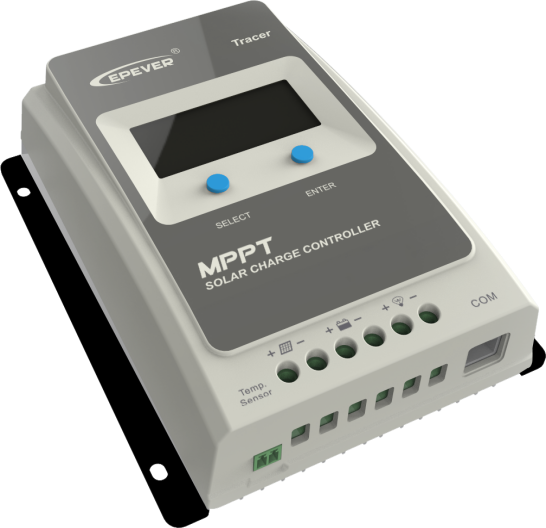 EPEVER®
Tracer
SELECT
ENTER
MPPT
SOLAR CHARGE CONTROLLER
+ −
+ −
+ −
COM
Temp.
Sensor